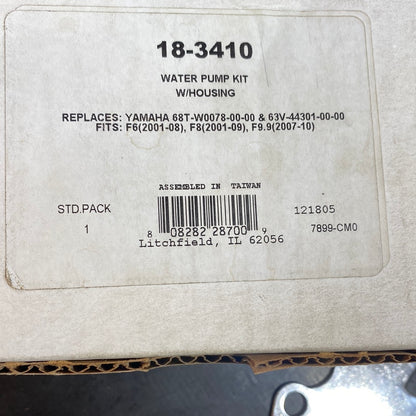 18-3410
WATER PUMP KIT
W/HOUSING
REPLACES: YAMAHA 68T-W0078-00-00 & 63V-44301-00-00
FITS: F6(2001-08), F8(2001-09), F9.9(2007-10)
ASSEMBLED IN TAIWAN
STD.PACK 121805
1 7899-CM0
8 08282 28700 9
Litchfield, IL 62056